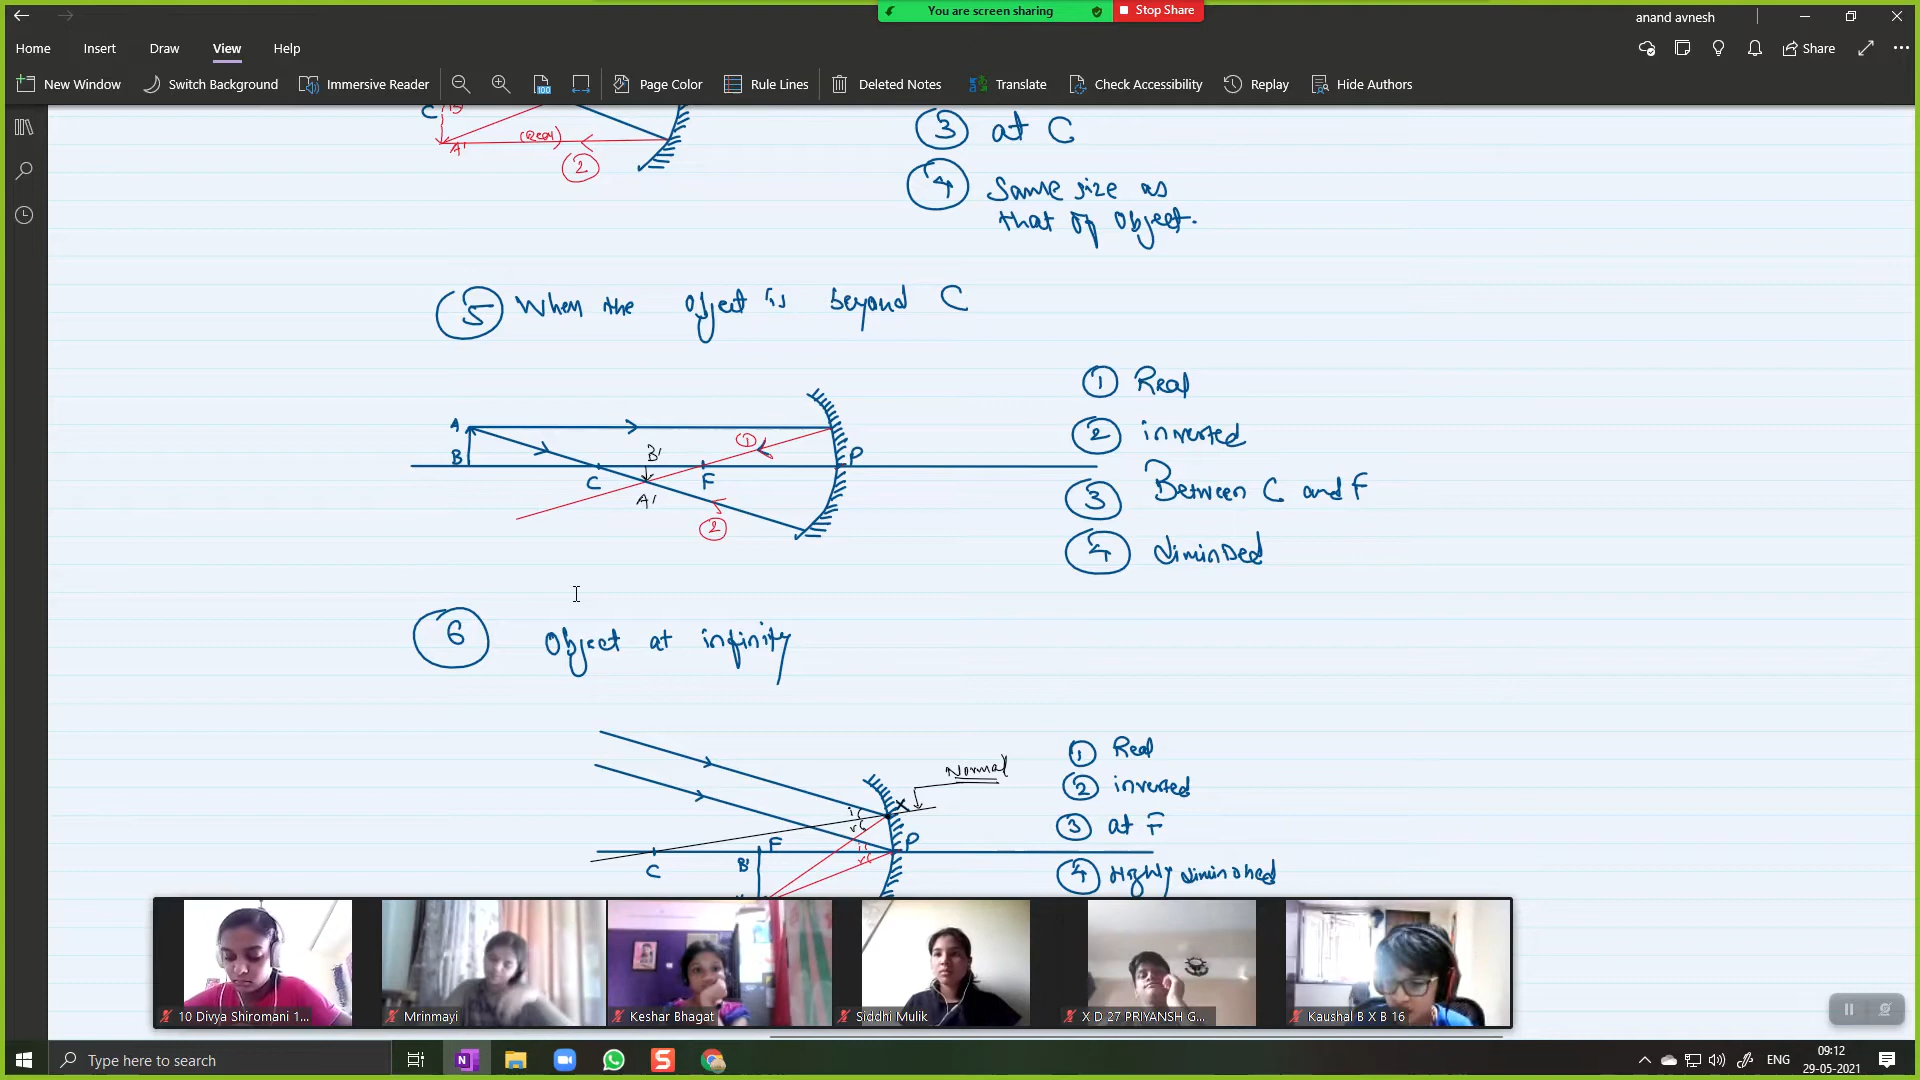 You are screen sharing
Stop Share
anand avnesh
Home Insert Draw View Help
Share
New Window Switch Background Immersive Reader 100 Page Color Rule Lines Deleted Notes Translate Check Accessibility Replay Hide Authors
C B'
A' (Real)
2
3 at C
4 Same size as
that of object.
5 When the object is beyond C
A
B
C
B'
A'
1
F
2
P
1 Real
2 inverted
3 Between C and F
4 diminSed
6 Object at infinity
Normal
X
i
r
i
r
P
F
B'
C
1 Real
2 inverted
3 at F
4 Highly diminished
10 Divya Shiromani 1...
Mrinmayi
Keshar Bhagat
Siddhi Mulik
X D 27 PRIYANSH G...
Kaushal B X B 16
Type here to search
N
S
ENG
09:12
29-05-2021